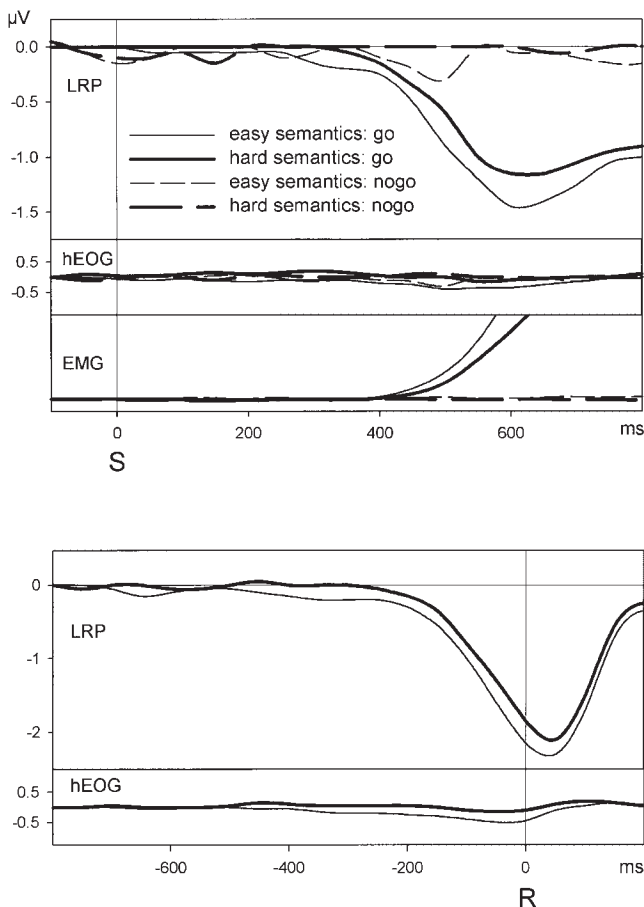 µV
0.0
LRP
-0.5
easy semantics: go
-1.0
hard semantics: go
easy semantics: nogo
-1.5
hard semantics: nogo
hEOG
0.5
-0.5
EMG
0 200 400 600 ms
S
0
LRP
-1
-2
hEOG
0.5
-0.5
-600 -400 -200 0 ms
R